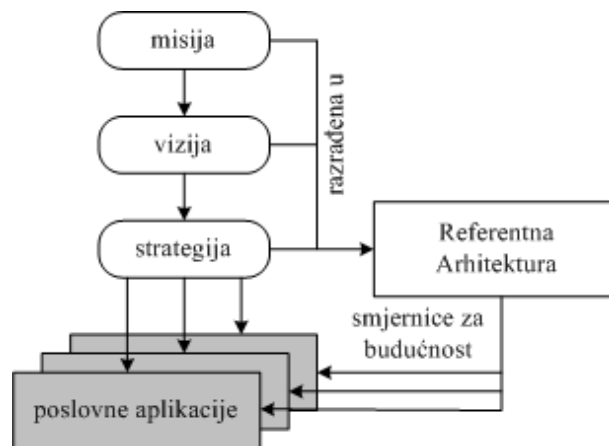 misija
vizija
strategija
razrađena u
Referentna
Arhitektura
smjernice za
budućnost
poslovne aplikacije